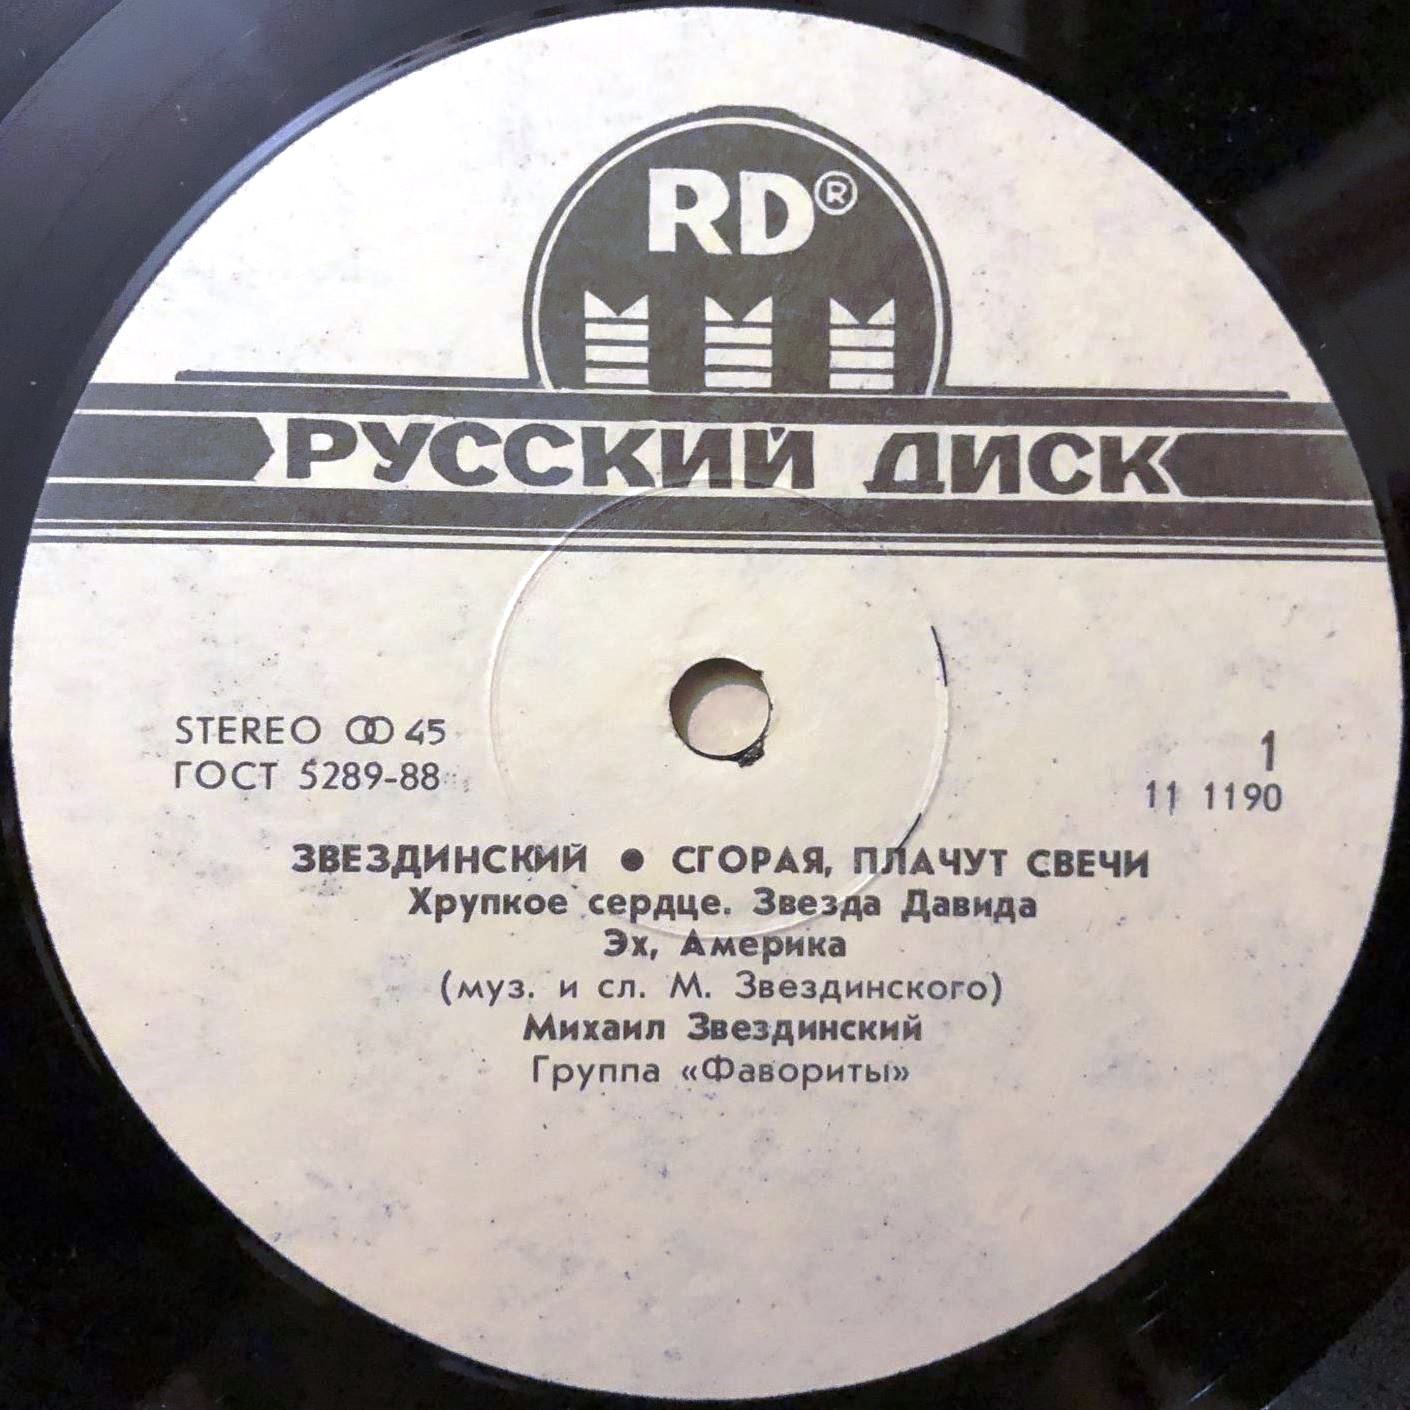 RD®
РУССКИЙ ДИСК
STEREO ꝎO 45
ГОСТ 5289-88
1
11 1190
ЗВЕЗДИНСКИЙ ● СГОРАЯ, ПЛАЧУТ СВЕЧИ
Хрупкое сердце. Звезда Давида
Эх, Америка
(муз. и сл. М. Звездинского)
Михаил Звездинский
Группа «Фавориты»